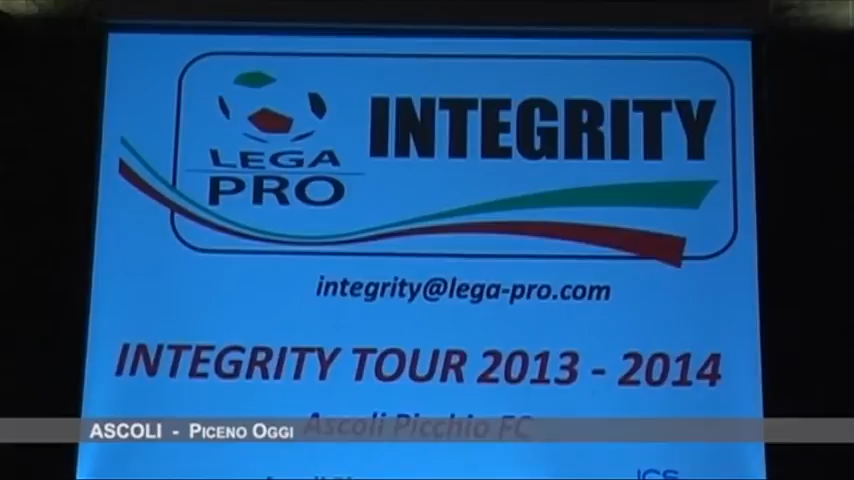 LEGA
PRO
INTEGRITY
integrity@lega-pro.com
INTEGRITY TOUR 2013 - 2014
Ascoli Picchio FC
ASCOLI - PICENO OGGI